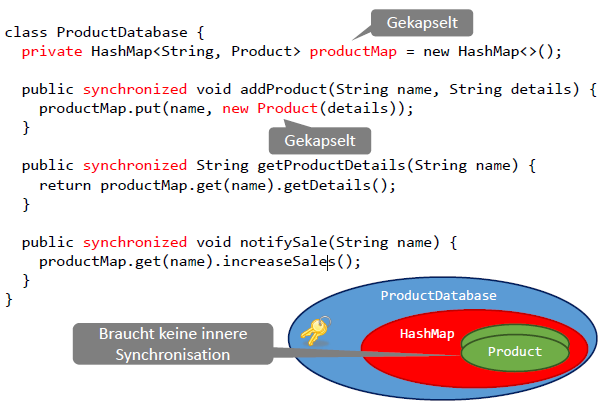 Gekapselt
class ProductDatabase {
  private HashMap<String, Product> productMap = new HashMap<>();
  public synchronized void addProduct(String name, String details) {
    productMap.put(name, new Product(details));
  }
Gekapselt
  public synchronized String getProductDetails(String name) {
    return productMap.get(name).getDetails();
  }
  public synchronized void notifySale(String name) {
    productMap.get(name).increaseSales();
  }
}
ProductDatabase
Braucht keine innere
Synchronisation
HashMap
Product